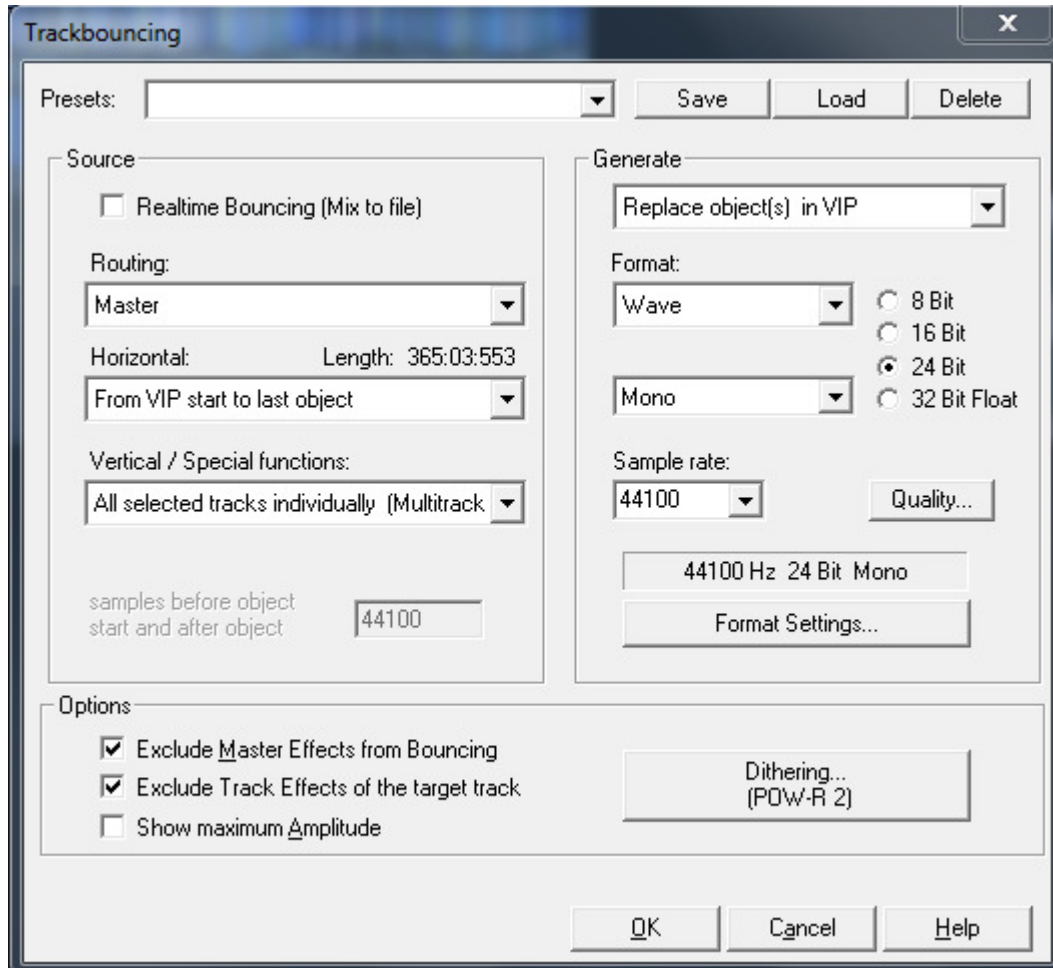 Trackbouncing
x
Presets:
Save
Load
Delete
Source
Realtime Bouncing (Mix to file)
Routing:
Master
Horizontal: Length: 365:03:553
From VIP start to last object
Vertical / Special functions:
All selected tracks individually (Multitrack
samples before object
start and after object
44100
Generate
Replace object(s) in VIP
Format:
Wave
8 Bit
16 Bit
24 Bit
32 Bit Float
Mono
Sample rate:
44100
Quality...
44100 Hz 24 Bit Mono
Format Settings...
Options
Exclude Master Effects from Bouncing
Exclude Track Effects of the target track
Show maximum Amplitude
Dithering...
(POW-R 2)
OK
Cancel
Help